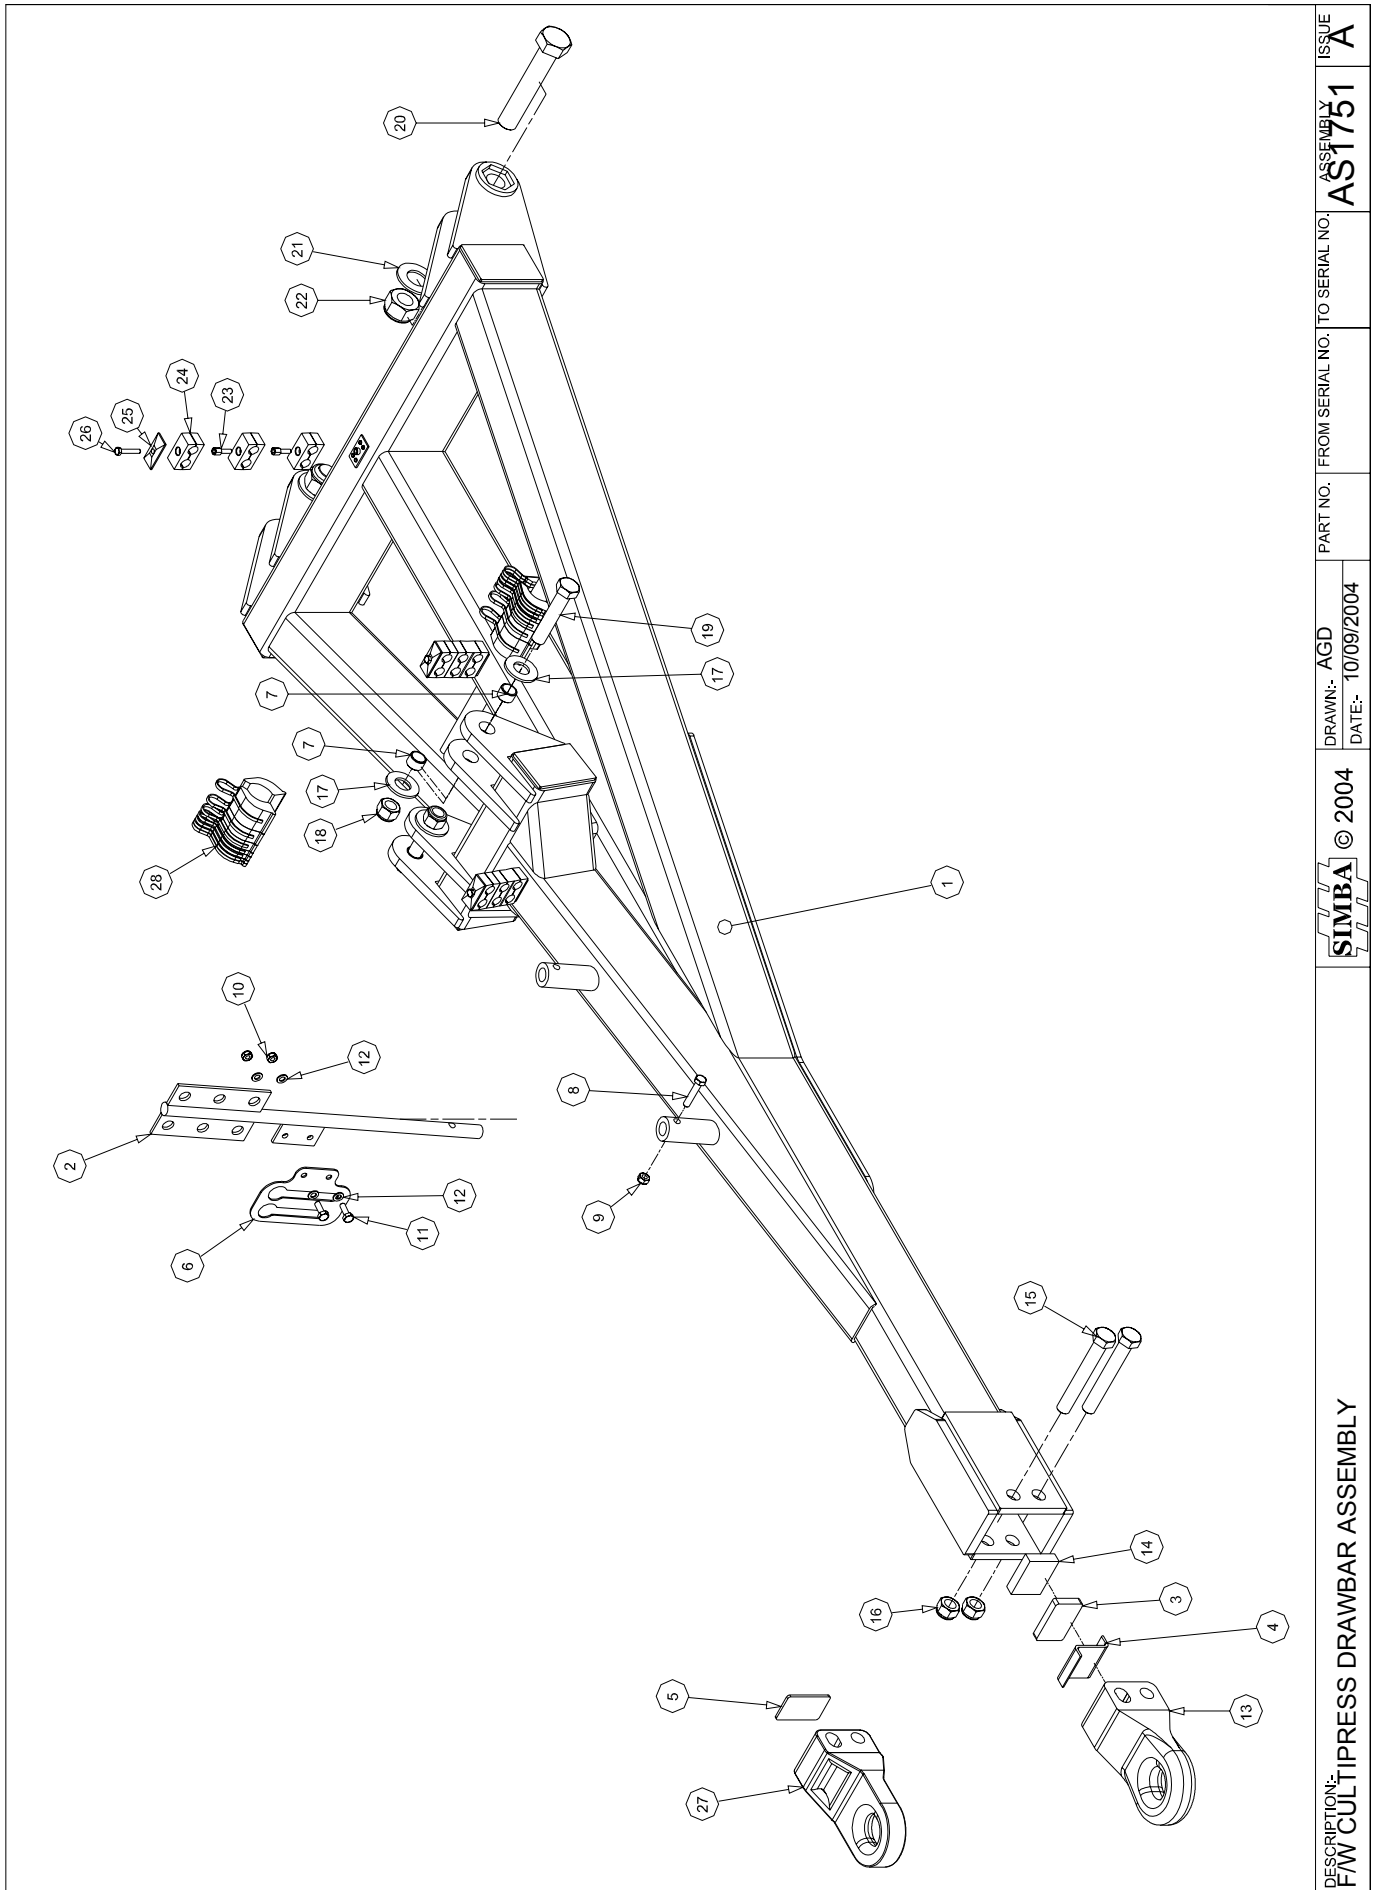 DESCRIPTION:-
F/W CULTIPRESS DRAWBAR ASSEMBLY
SIMBA © 2004
DRAWN:- AGD
DATE:- 10/09/2004
PART NO.
FROM SERIAL NO.
TO SERIAL NO.
ASSEMBLY
AS1751
ISSUE
A
20
21
22
24
23
25
26
19
7
17
7
17
18
28
1
10
12
8
2
12
9
11
6
15
14
16
3
4
5
13
27